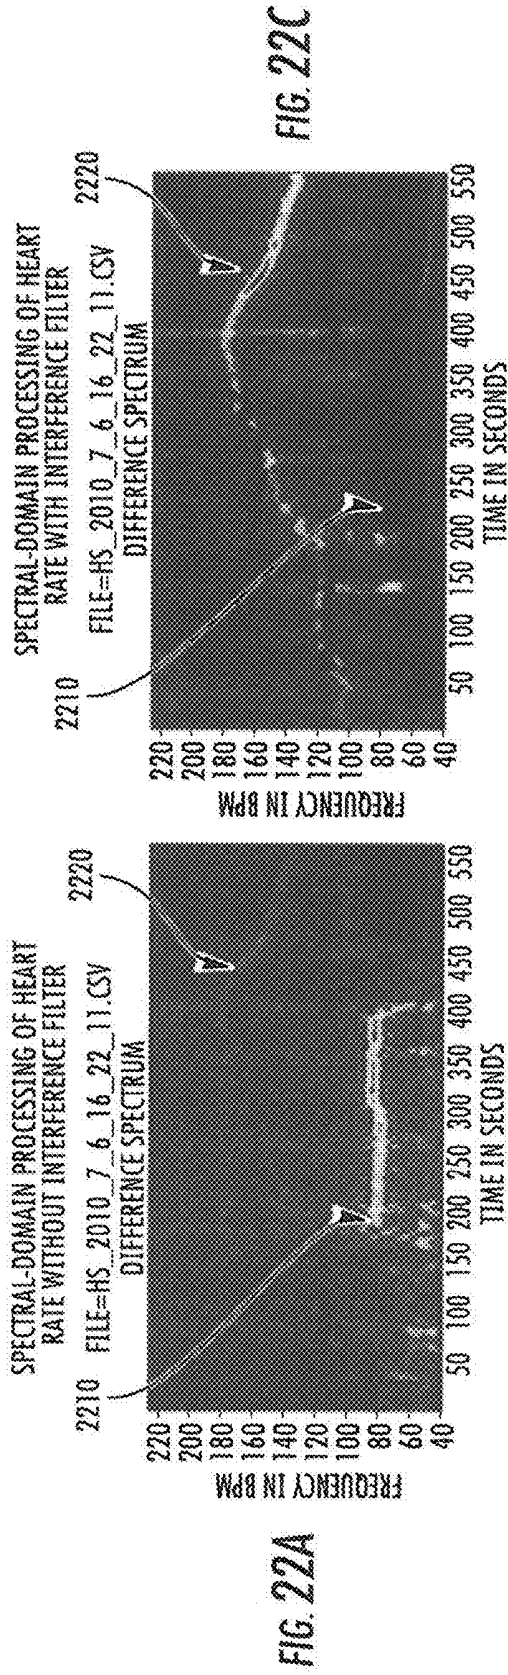 SPECTRAL-DOMAIN PROCESSING OF HEART
RATE WITHOUT INTERFERENCE FILTER
FILE=HS_2010_7_6_16_22_11.CSV
DIFFERENCE SPECTRUM
2210
2220
FREQUENCY IN BPM
220
200
180
160
140
120
100
80
60
40
50 100 150 200 250 300 350 400 450 500 550
TIME IN SECONDS
FIG. 22A
SPECTRAL-DOMAIN PROCESSING OF HEART
RATE WITH INTERFERENCE FILTER
FILE=HS_2010_7_6_16_22_11.CSV
DIFFERENCE SPECTRUM
2210
2220
FREQUENCY IN BPM
220
200
180
160
140
120
100
80
60
40
50 100 150 200 250 300 350 400 450 500 550
TIME IN SECONDS
FIG. 22C